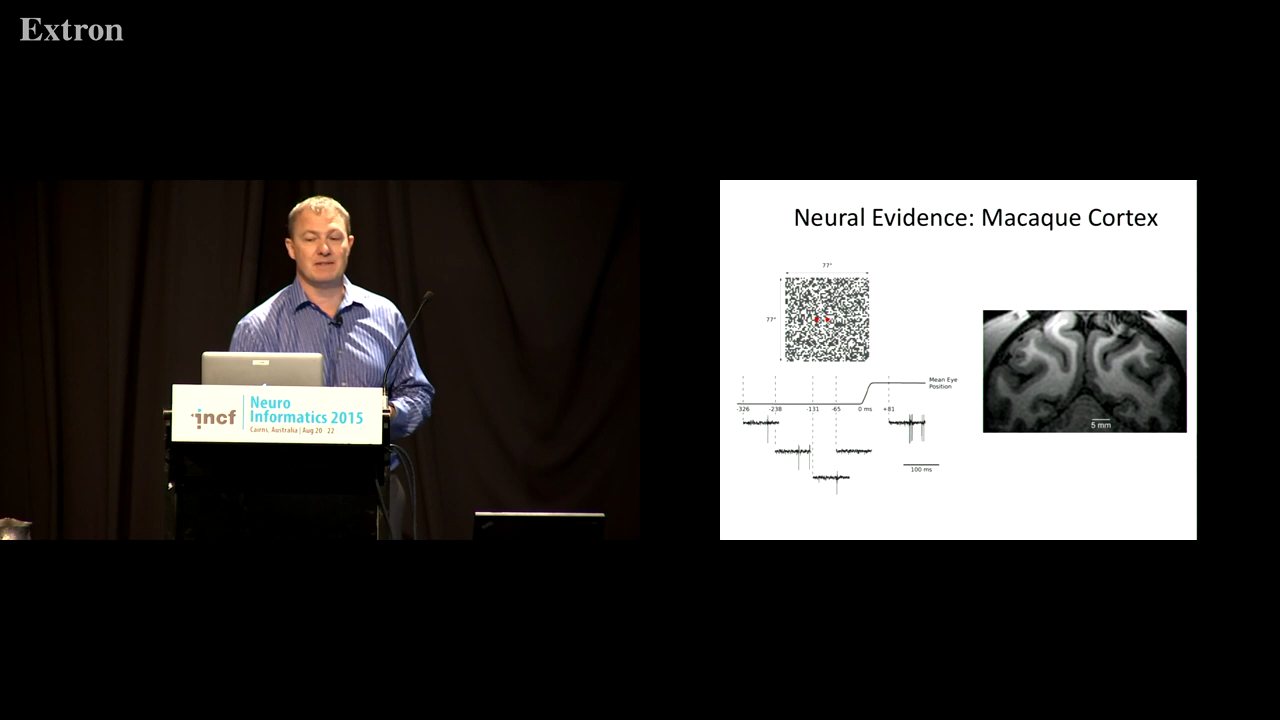 Extron
incf
Neuro
Informatics 2015
Cairns, Australia | Aug 20 - 22
Neural Evidence: Macaque Cortex
77°
77°
Mean Eye
Position
-326
-238
-131
-65
0 ms
+81
100 ms
5 mm